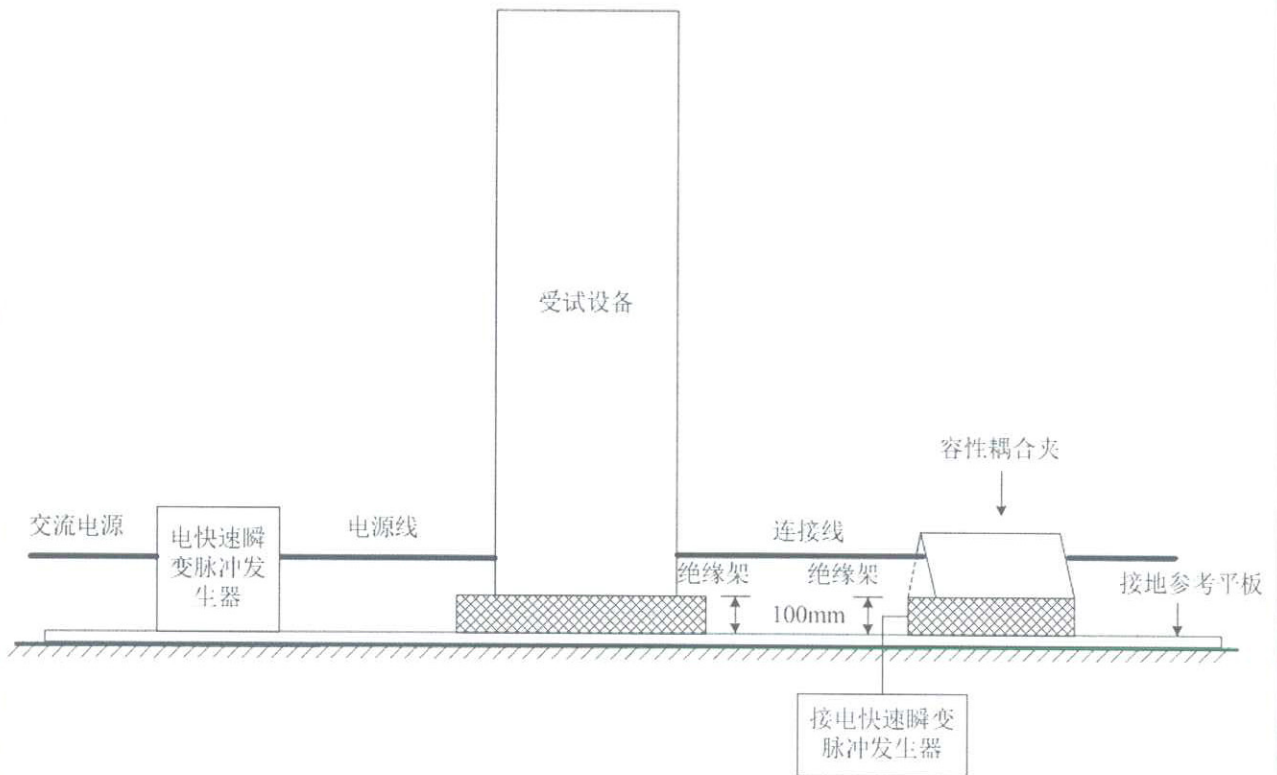 受试设备
容性耦合夹
交流电源
电快速瞬
变脉冲发
生器
电源线
连接线
绝缘架
绝缘架
100mm
接地参考平板
接电快速瞬变
脉冲发生器